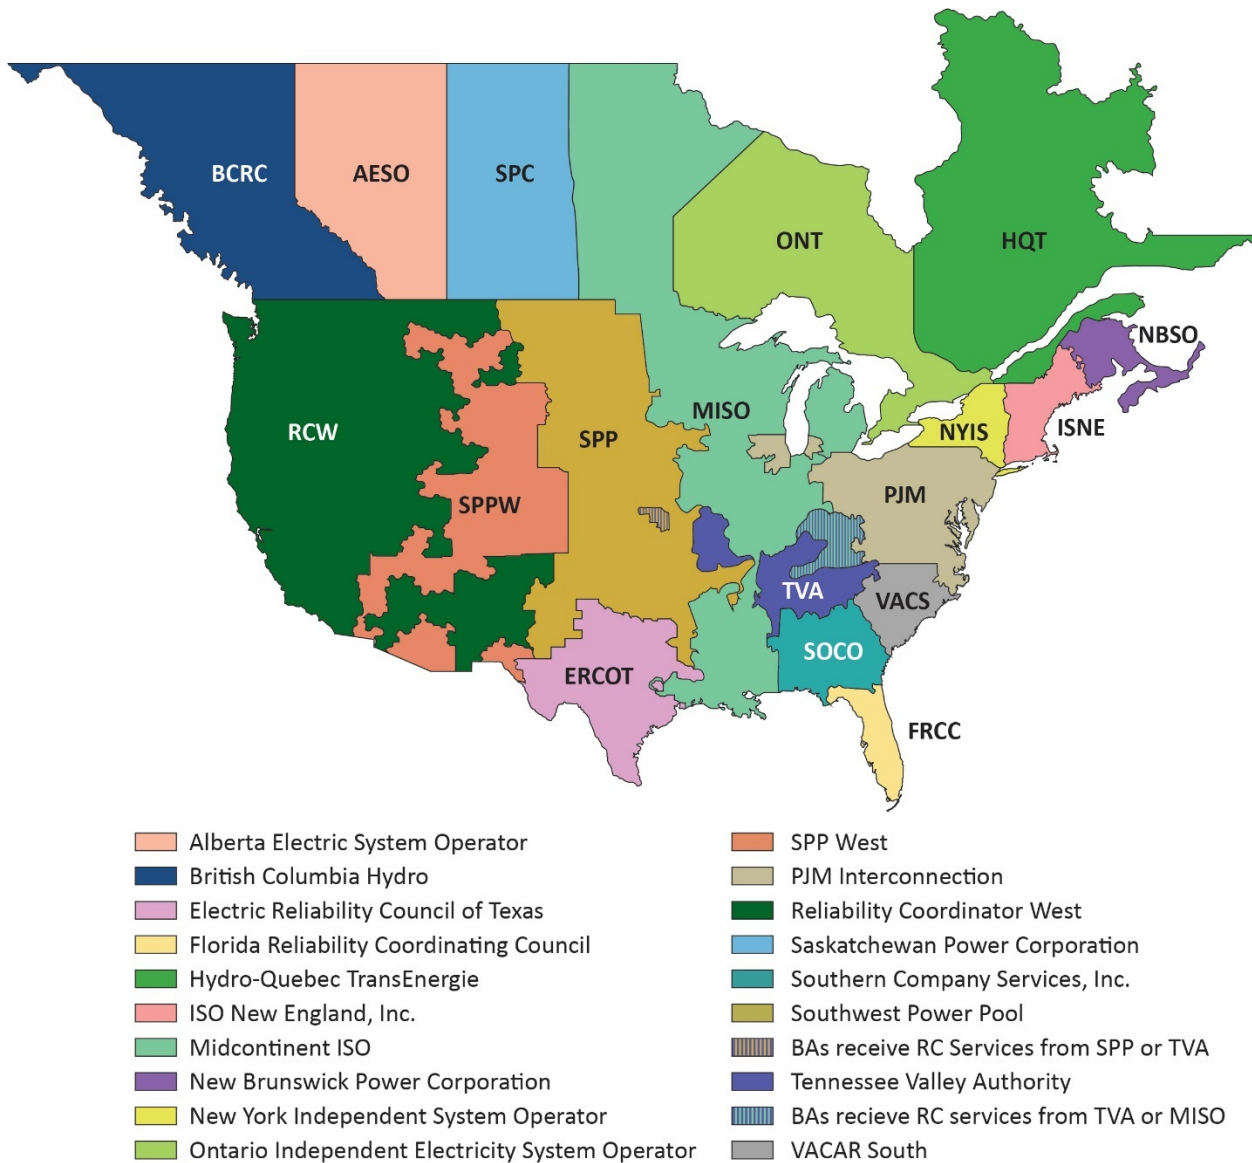 BCRC
AESO
SPC
ONT
HQT
NBSO
MISO
NYIS
ISNE
RCW
SPP
SPPW
PJM
TVA
VACS
SOCO
ERCOT
FRCC
Alberta Electric System Operator
British Columbia Hydro
Electric Reliability Council of Texas
Florida Reliability Coordinating Council
Hydro-Quebec TransEnergie
ISO New England, Inc.
Midcontinent ISO
New Brunswick Power Corporation
New York Independent System Operator
Ontario Independent Electricity System Operator
SPP West
PJM Interconnection
Reliability Coordinator West
Saskatchewan Power Corporation
Southern Company Services, Inc.
Southwest Power Pool
BAs receive RC Services from SPP or TVA
Tennessee Valley Authority
BAs recieve RC services from TVA or MISO
VACAR South